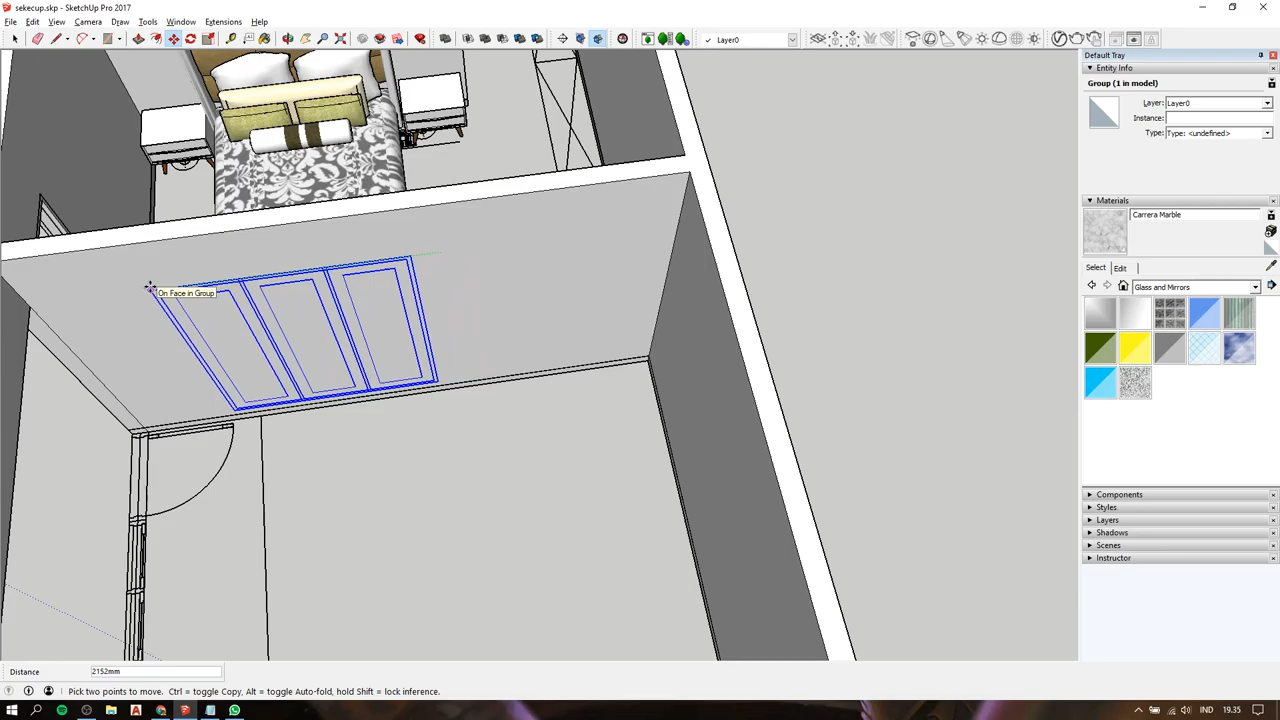 sekecup.skp - SketchUp Pro 2017
File Edit View Camera Draw Tools Window Extensions Help
Layer0
Default Tray
Entity Info
Group (1 in model)
Layer: Layer0
Instance:
Type: Type: <undefined>
Materials
Carrera Marble
Select Edit
Glass and Mirrors
On Face in Group
Components
Styles
Layers
Shadows
Scenes
Instructor
Distance 2152mm
Pick two points to move. Ctrl = toggle Copy, Alt = toggle Auto-fold, hold Shift = lock inference.
IND 19.35